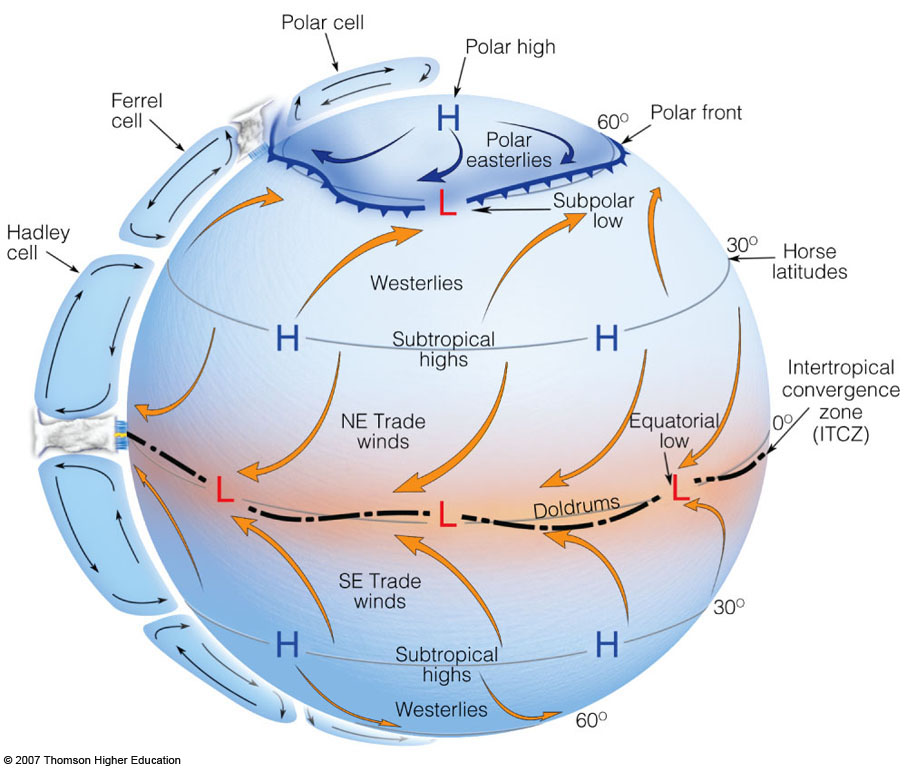 Polar cell
Polar high
Ferrel
cell
H
60°
Polar front
Polar
easterlies
L
Subpolar
low
Hadley
cell
30°
Horse
latitudes
Westerlies
H
Subtropical
highs
H
Intertropical
convergence
zone
(ITCZ)
NE Trade
winds
Equatorial
low
0°
L
L
L
Doldrums
SE Trade
winds
30°
H
Subtropical
highs
H
Westerlies
60°
© 2007 Thomson Higher Education